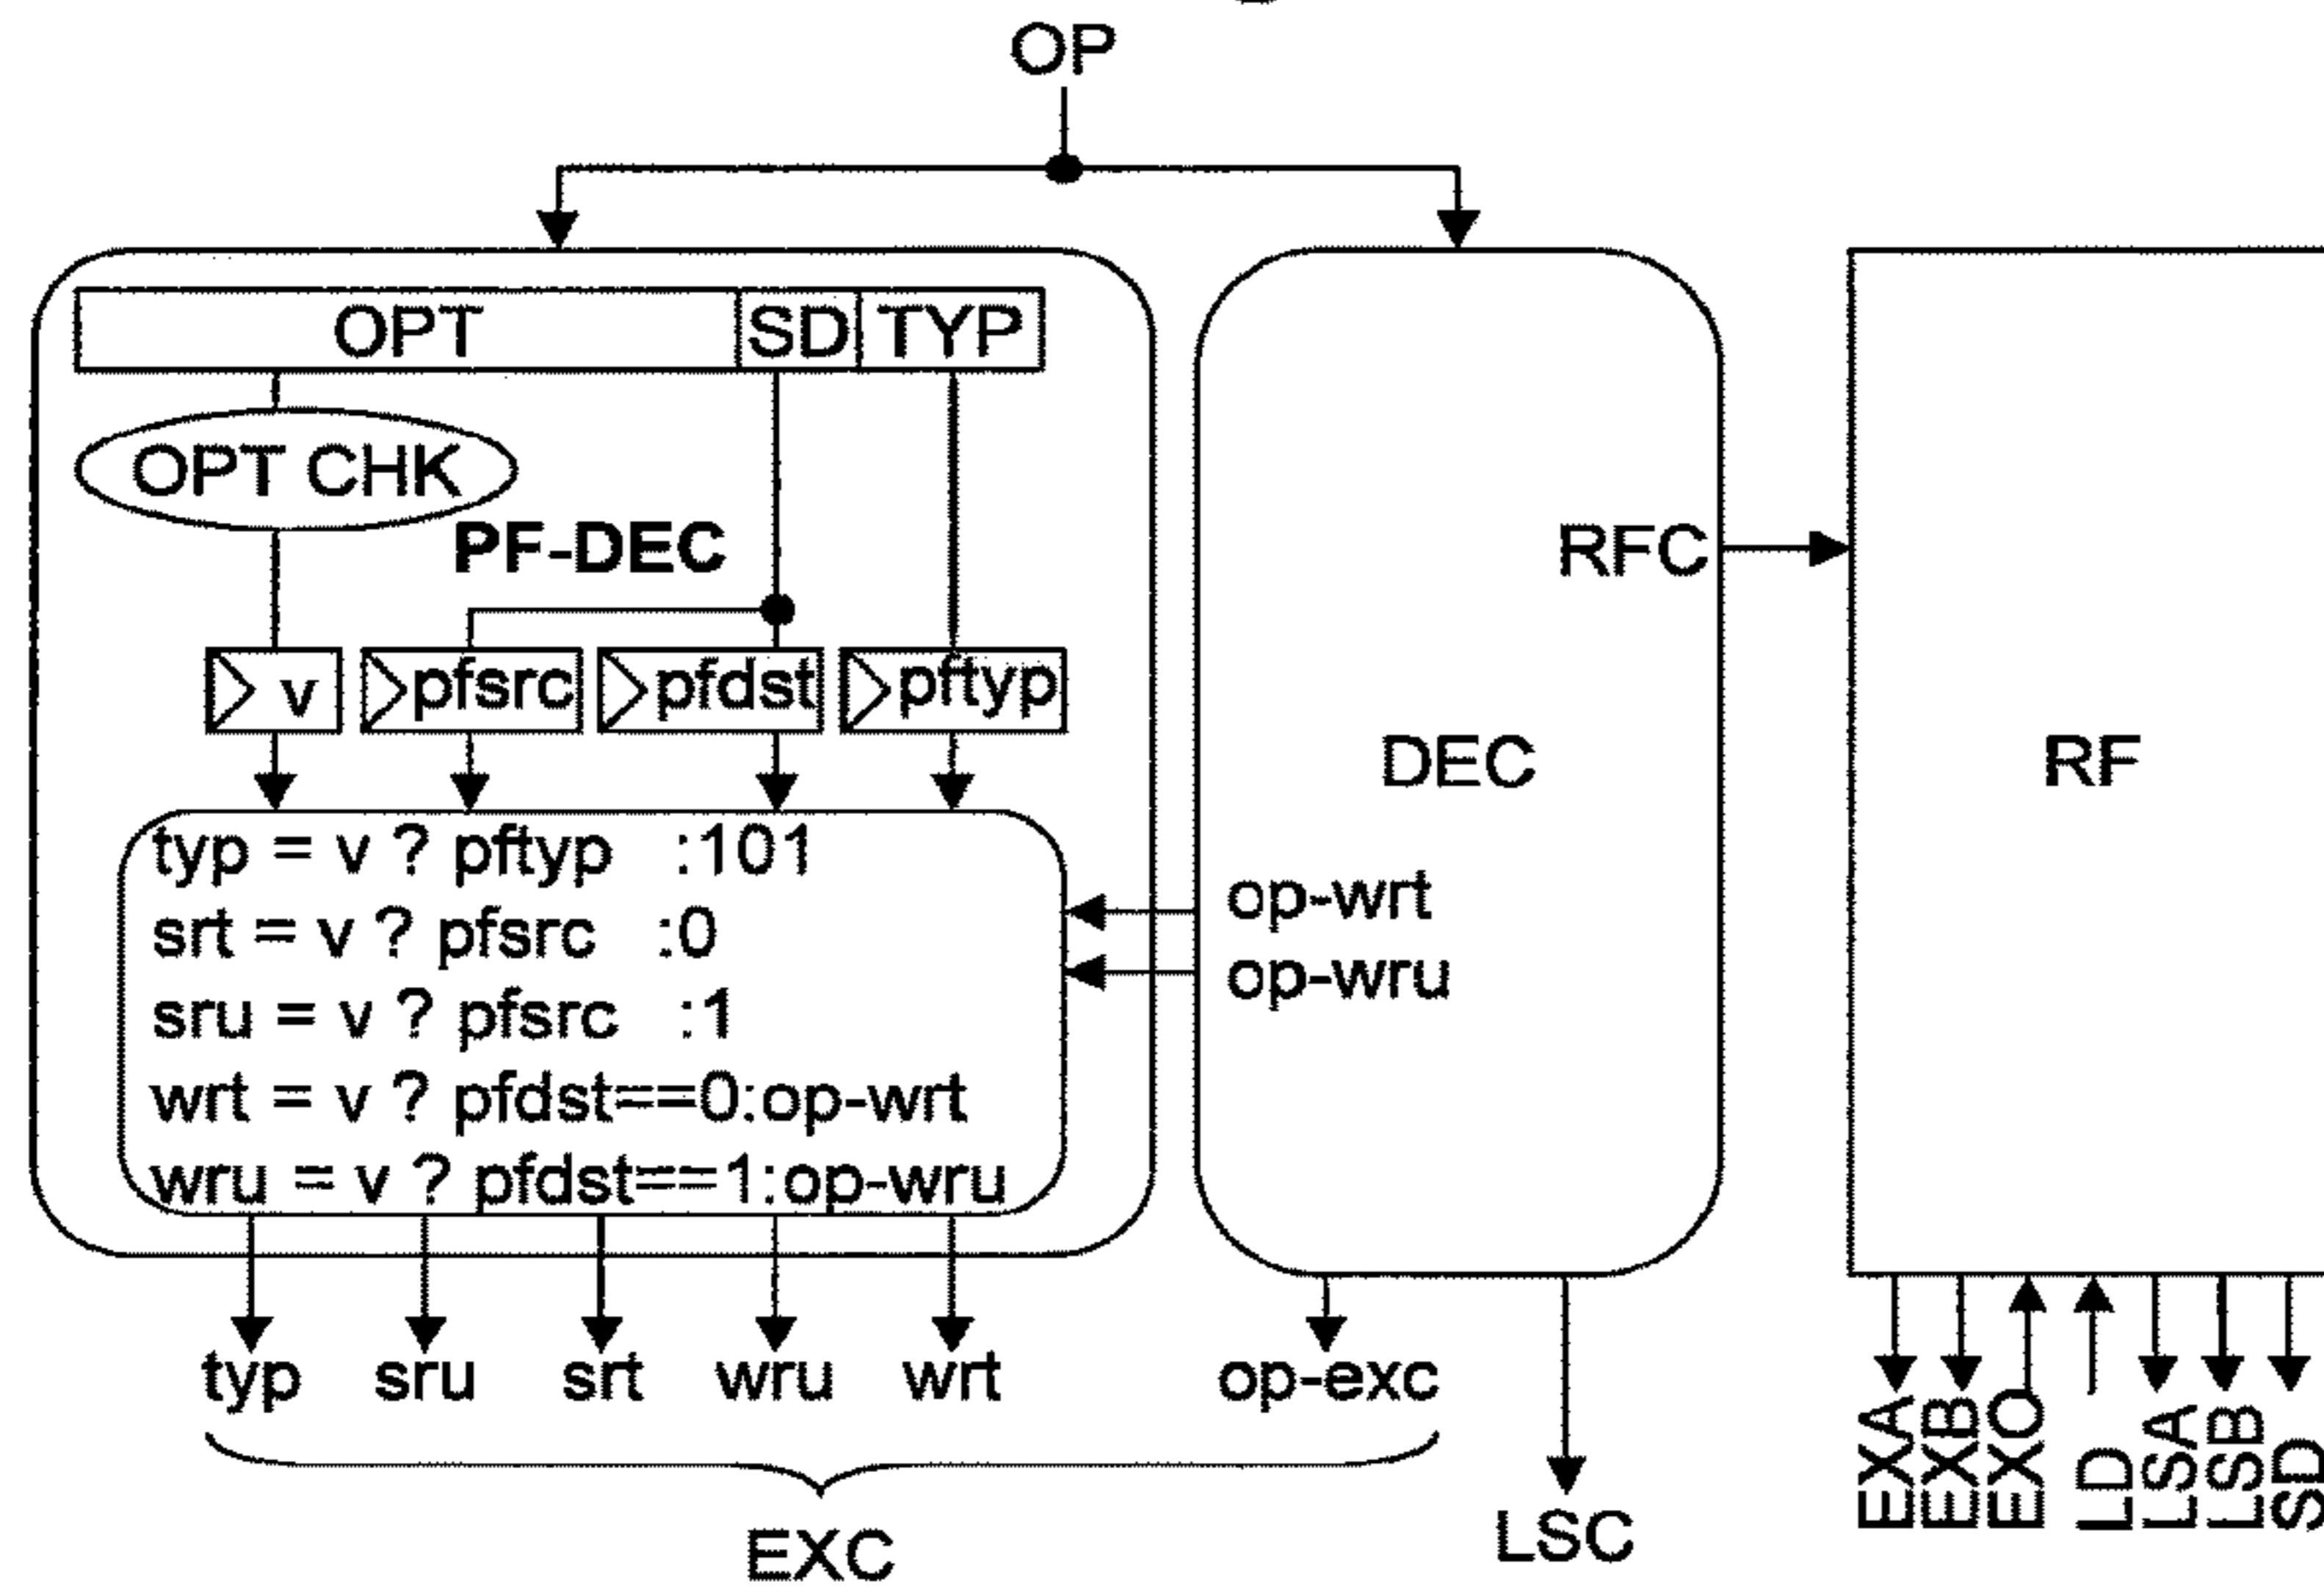 OP
OPT SD TYP
OPT CHK
PF-DEC
RFC
v pfsrc pfdst pftyp
DEC
RF
typ = v ? pftyp :101
srt = v ? pfsrc :0
sru = v ? pfsrc :1
wrt = v ? pfdst==0:op-wrt
wru = v ? pfdst==1:op-wru
op-wrt
op-wru
typ sru srt wru wrt op-exc
EXC
LSC
EXA
EXB
EXO
LD
LSA
LSB
SD